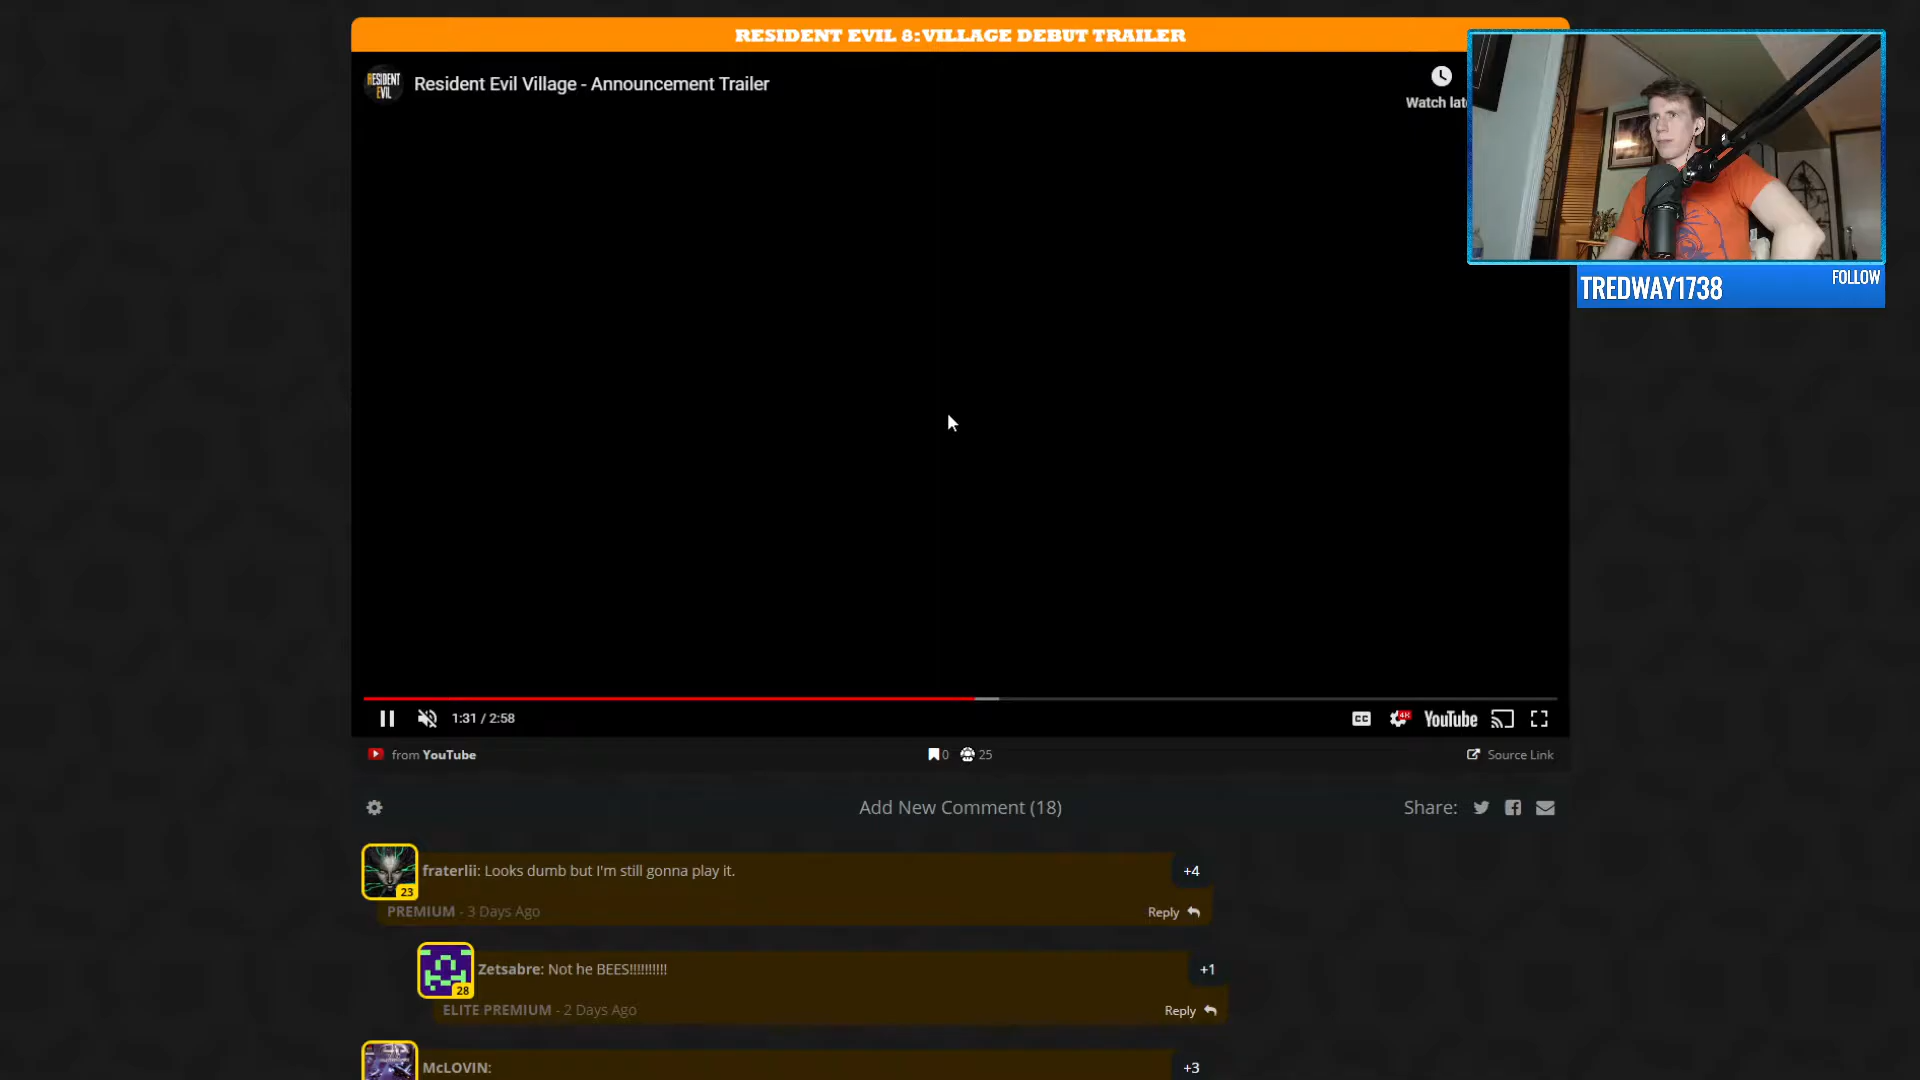 RESIDENT EVIL 8:VILLAGE DEBUT TRAILER
RESIDENT EVIL
Resident Evil Village - Announcement Trailer
Watch lat
TREDWAY1738
FOLLOW
1:31 / 2:58
CC
4K
YouTube
from YouTube
0
25
Source Link
Add New Comment (18)
Share:
fraterlii: Looks dumb but I'm still gonna play it.
+4
23
PREMIUM - 3 Days Ago
Reply
Zetsabre: Not he BEES!!!!!!!!!!
+1
28
ELITE PREMIUM - 2 Days Ago
Reply
McLOVIN:
+3